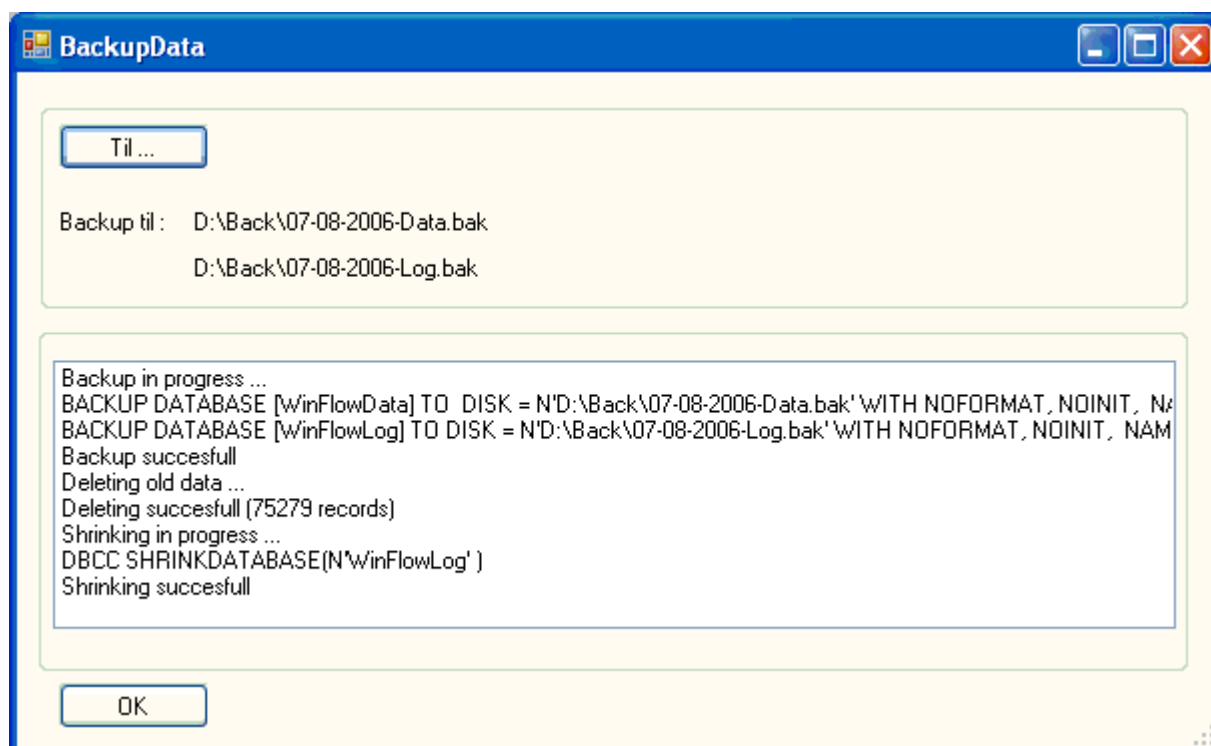 BackupData
Til ...
Backup til : D:\Back\07-08-2006-Data.bak
D:\Back\07-08-2006-Log.bak
Backup in progress ...
BACKUP DATABASE [WinFlowData] TO  DISK = N'D:\Back\07-08-2006-Data.bak' WITH NOFORMAT, NOINIT,  NA
BACKUP DATABASE [WinFlowLog] TO DISK = N'D:\Back\07-08-2006-Log.bak' WITH NOFORMAT, NOINIT,  NAM
Backup succesfull
Deleting old data ...
Deleting succesfull (75279 records)
Shrinking in progress ...
DBCC SHRINKDATABASE(N'WinFlowLog' )
Shrinking succesfull
OK